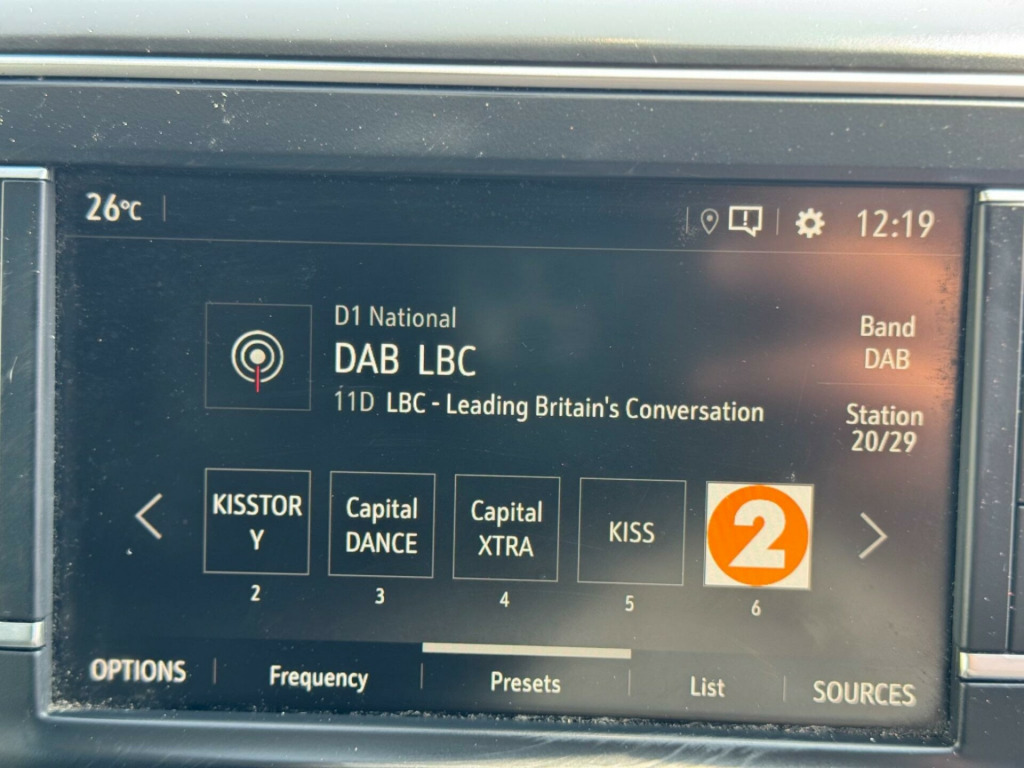 26°C
12:19
D1 National
DAB LBC
11D LBC - Leading Britain's Conversation
Band
DAB
Station
20/29
KISSTOR
Y
2
Capital
DANCE
3
Capital
XTRA
4
KISS
5
2
6
OPTIONS
Frequency
Presets
List
SOURCES